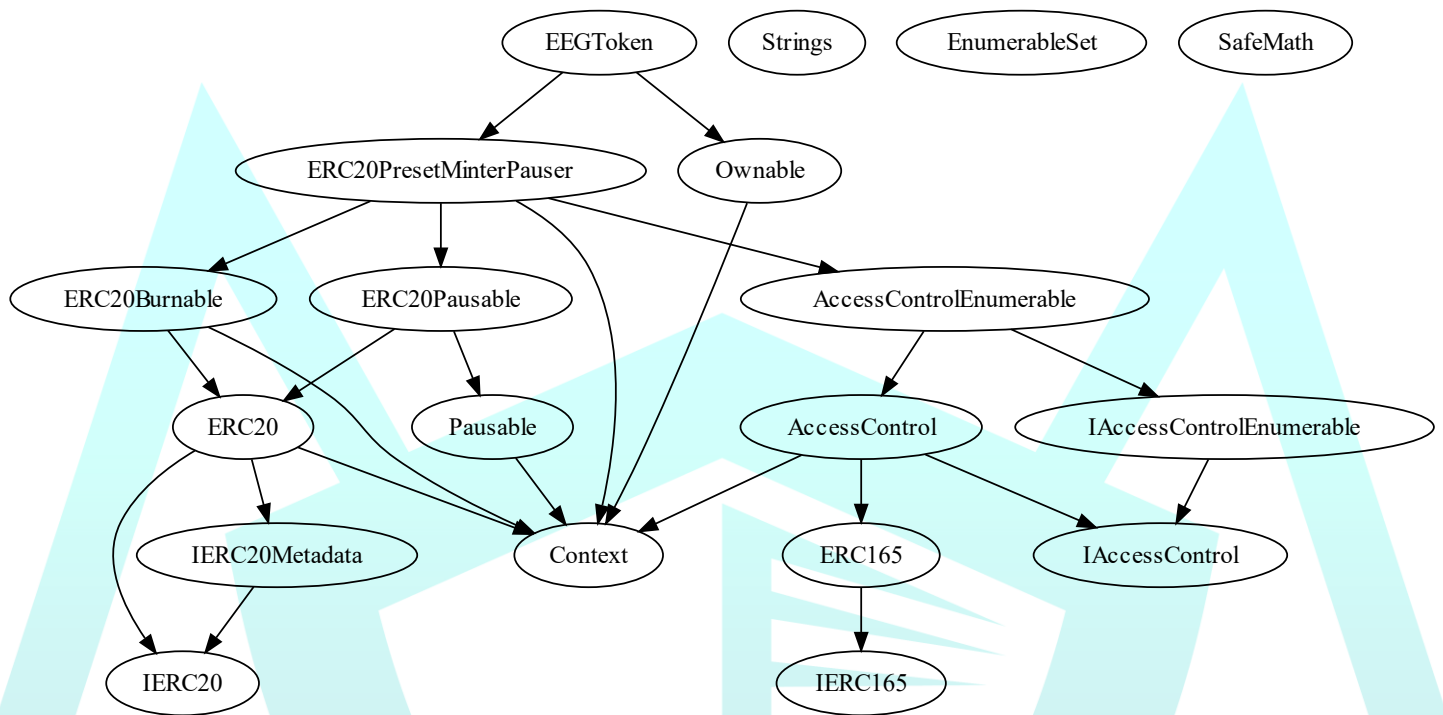 EEGToken
Strings
EnumerableSet
SafeMath
ERC20PresetMinterPauser
Ownable
ERC20Burnable
ERC20Pausable
AccessControlEnumerable
ERC20
Pausable
AccessControl
IAccessControlEnumerable
IERC20Metadata
Context
ERC165
IAccessControl
IERC20
IERC165